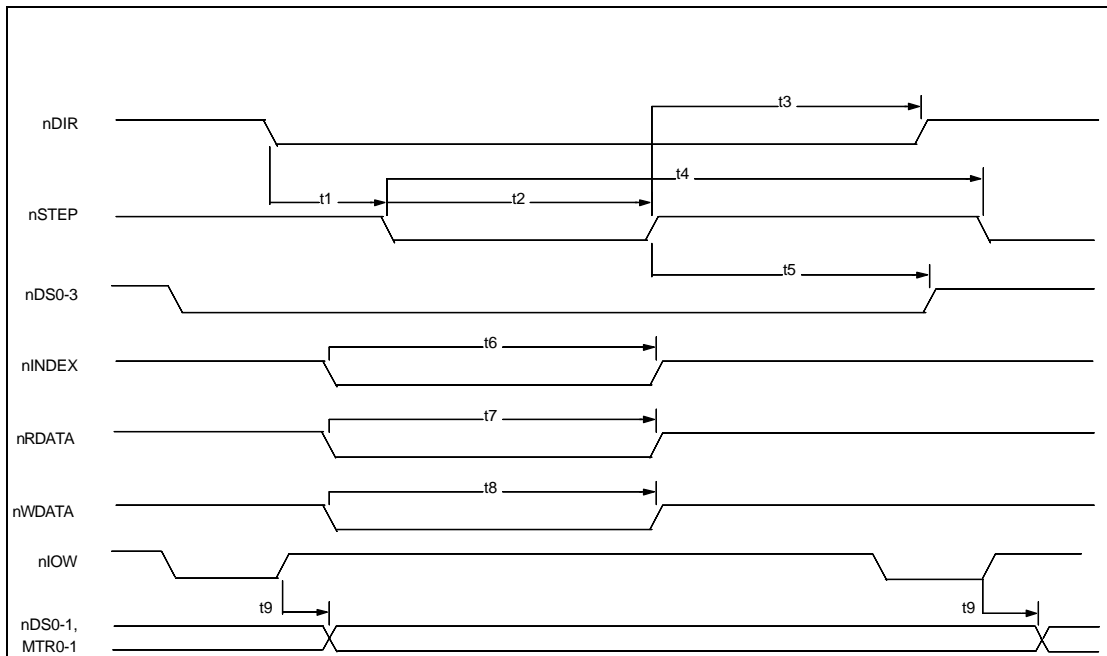 t3
nDIR
t4
t1
t2
nSTEP
t5
nDS0-3
t6
nINDEX
t7
nRDATA
t8
nWDATA
nIOW
t9
t9
nDS0-1,
MTR0-1